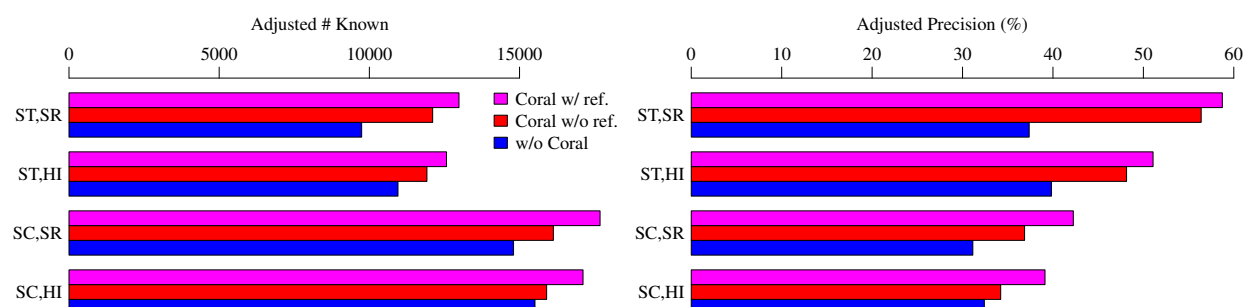 Adjusted # Known
0 5000 10000 15000
ST,SR
ST,HI
SC,SR
SC,HI
Coral w/ ref.
Coral w/o ref.
w/o Coral
Adjusted Precision (%)
0 10 20 30 40 50 60
ST,SR
ST,HI
SC,SR
SC,HI